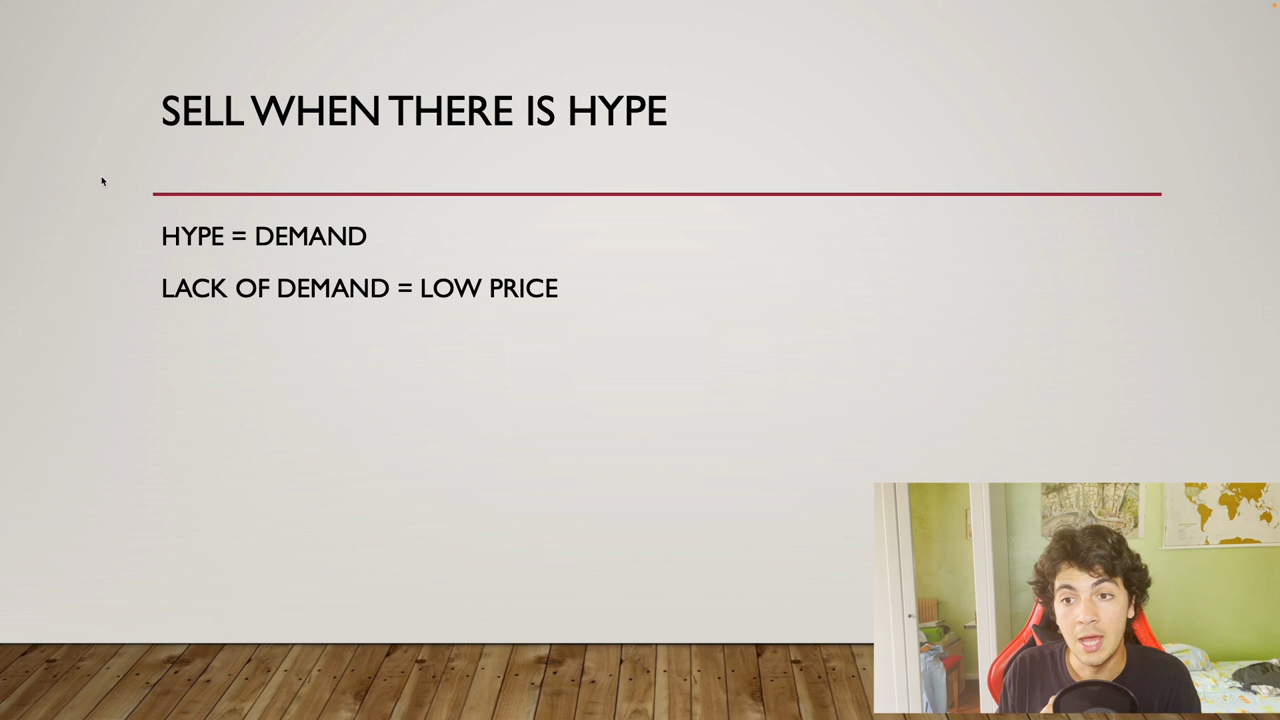 SELL WHEN THERE IS HYPE
HYPE = DEMAND
LACK OF DEMAND = LOW PRICE